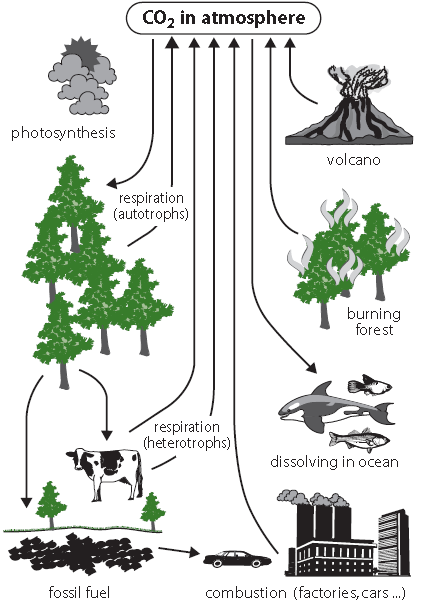 CO₂ in atmosphere
photosynthesis
volcano
respiration
(autotrophs)
burning
forest
respiration
(heterotrophs)
dissolving in ocean
fossil fuel
combustion (factories, cars ...)